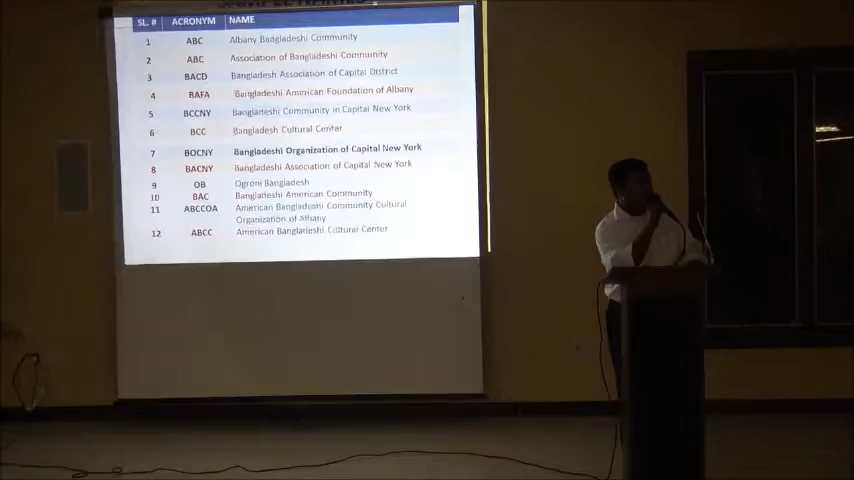 SL. # ACRONYM NAME
1 ABC Albany Badgladeshi Community
2 ABC Association of Bangladeshi Community
3 BACD Bangladesh Association of Capital District
4 BAFA Bangladeshi American Foundation of Albany
5 BCCNY Bangladeshi Community in Capital New York
6 BCC Bangladesh Cultural Center
7 BOCNY Bangladeshi Organization of Capital New York
8 BACNY Bangladeshi Association of Capital New York
9 OB Ogroni Bangladesh
10 BAC Bangladeshi American Community
11 ABCCOA American Bangladeshi Community Cultural
Organization of Albany
12 ABCC American Bangladeshi Cultural Center